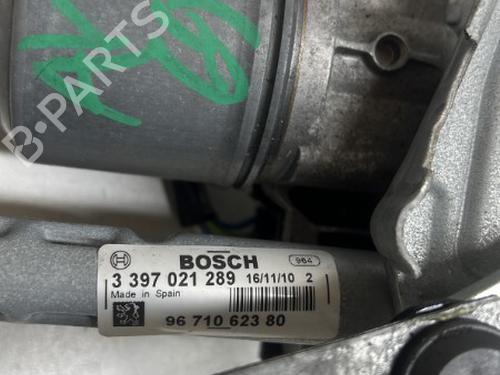 B-PARTS
BOSCH 964
3 397 021 289 16/11/10 2
Made in Spain
96 710 623 80